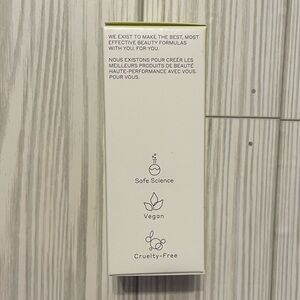 WE EXIST TO MAKE THE BEST, MOST
EFFECTIVE BEAUTY FORMULAS
WITH YOU. FOR YOU.
NOUS EXISTONS POUR CRÉER LES
MEILLEURS PRODUITS DE BEAUTÉ
HAUTE-PERFORMANCE AVEC VOUS.
POUR VOUS.
Safe Science
Vegan
Cruelty-Free